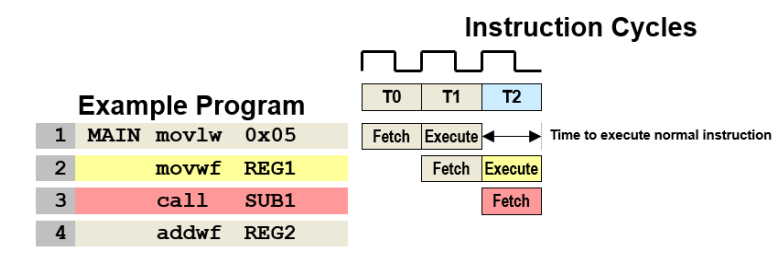 Instruction Cycles
T0 T1 T2
Example Program
1 MAIN movlw 0x05 Fetch Execute Time to execute normal instruction
2 movwf REG1 Fetch Execute
3 call SUB1 Fetch
4 addwf REG2